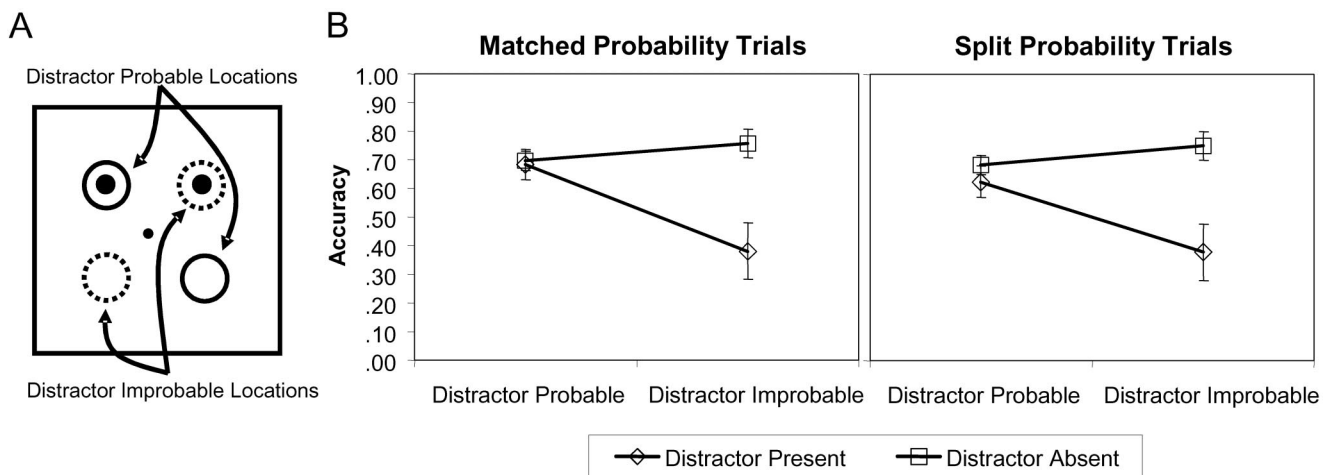 A
Distractor Probable Locations
Distractor Improbable Locations
B
Matched Probability Trials
Split Probability Trials
Accuracy
1.00
.90
.80
.70
.60
.50
.40
.30
.20
.10
.00
Distractor Probable
Distractor Improbable
Distractor Probable
Distractor Improbable
Distractor Present
Distractor Absent